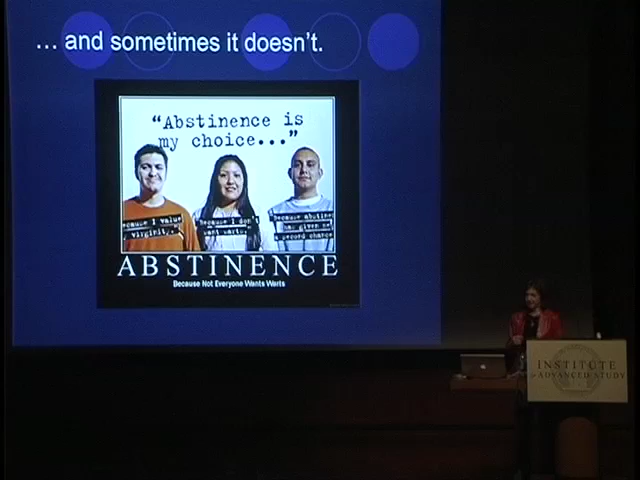 ... and sometimes it doesn't.
"Abstinence is
my choice..."
because I value
virginity.
because I don't
want warts.
because abstinence
has given me
a second chance
ABSTINENCE
Because Not Everyone Wants Warts
INSTITUTE
for ADVANCED STUDY